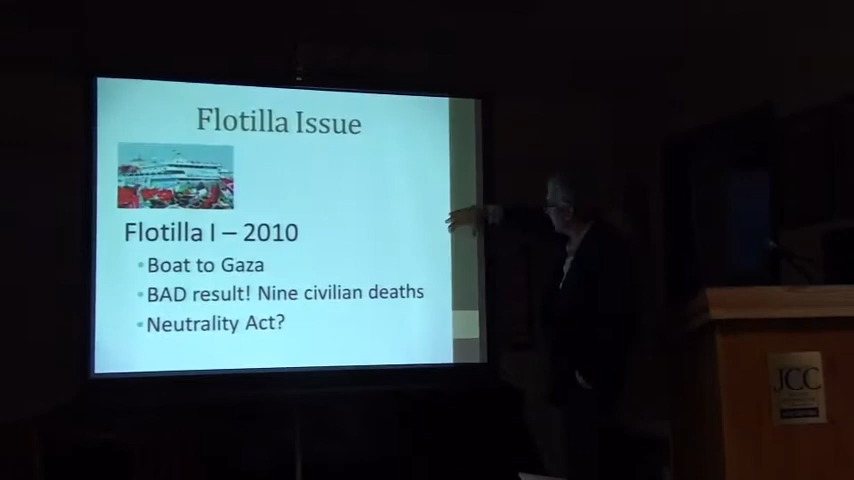 Flotilla Issue
Flotilla I – 2010
• Boat to Gaza
• BAD result! Nine civilian deaths
• Neutrality Act?
JCC